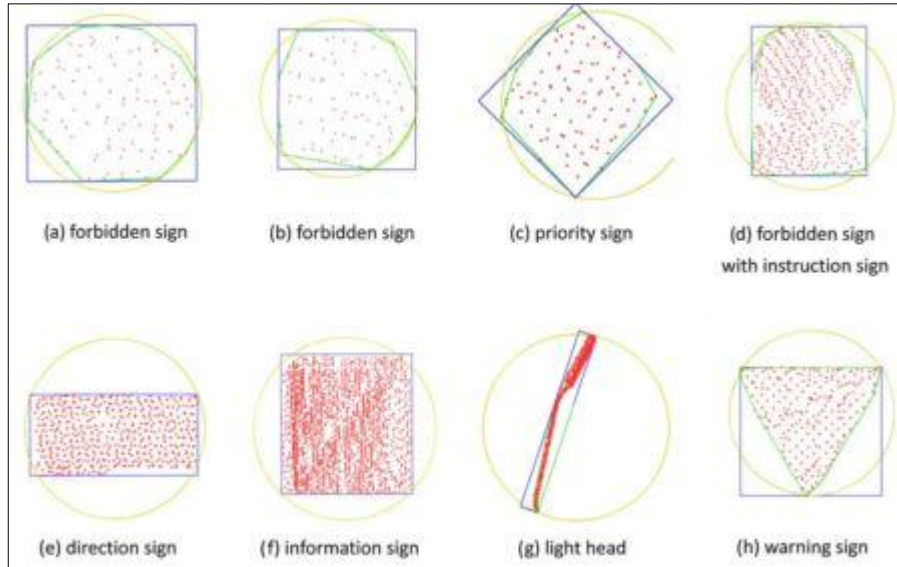 (a) forbidden sign
(b) forbidden sign
(c) priority sign
(d) forbidden sign
with instruction sign
(e) direction sign
(f) information sign
(g) light head
(h) warning sign